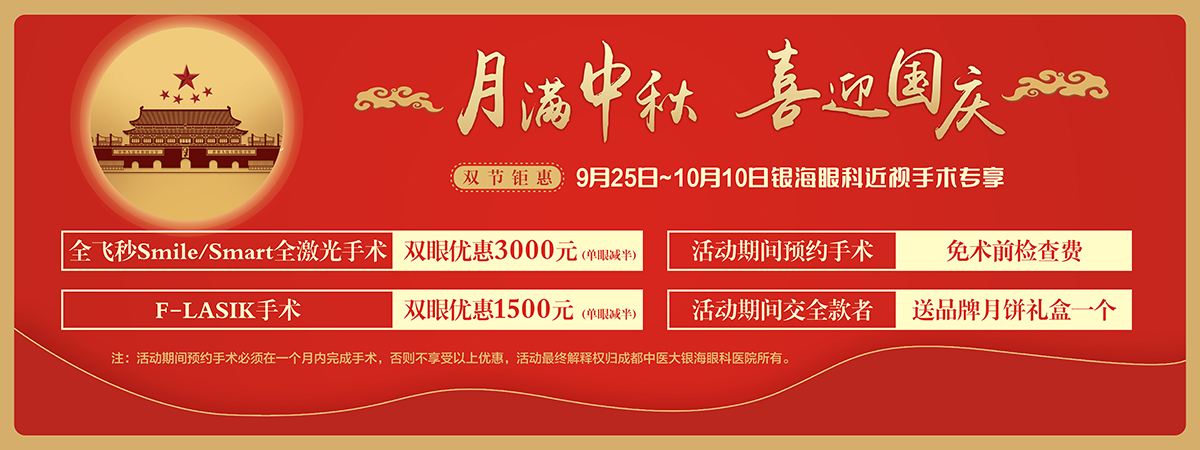 月满中秋 喜迎国庆
双节钜惠 9月25日~10月10日银海眼科近视手术专享
全飞秒Smile/Smart全激光手术 双眼优惠3000元 (单眼减半)
活动期间预约手术 免术前检查费
F-LASIK手术 双眼优惠1500元 (单眼减半)
活动期间交全款者 送品牌月饼礼盒一个
注：活动期间预约手术必须在一个月内完成手术，否则不享受以上优惠，活动最终解释权归成都中医大银海眼科医院所有。